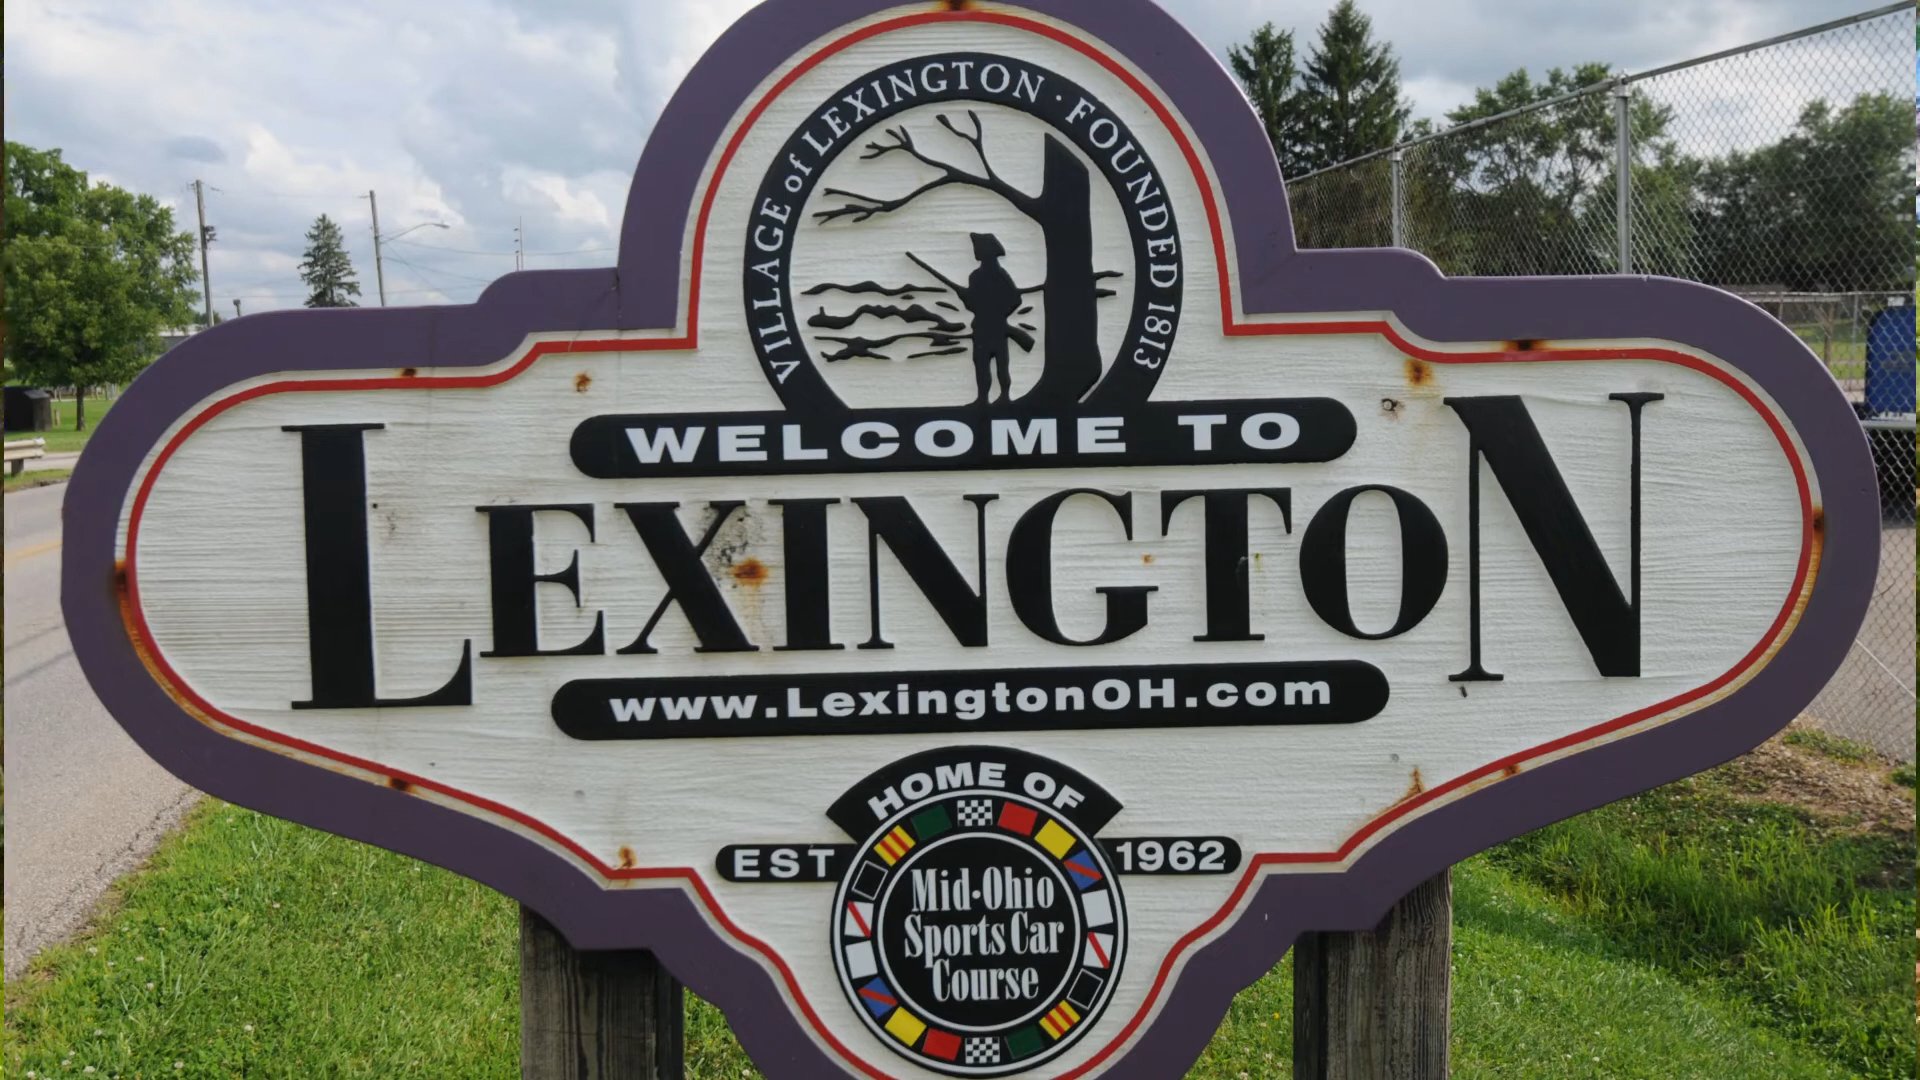 VILLAGE of LEXINGTON · FOUNDED 1813
WELCOME TO
LEXINGTON
www.LexingtonOH.com
HOME OF
EST 1962
Mid-Ohio
Sports Car
Course